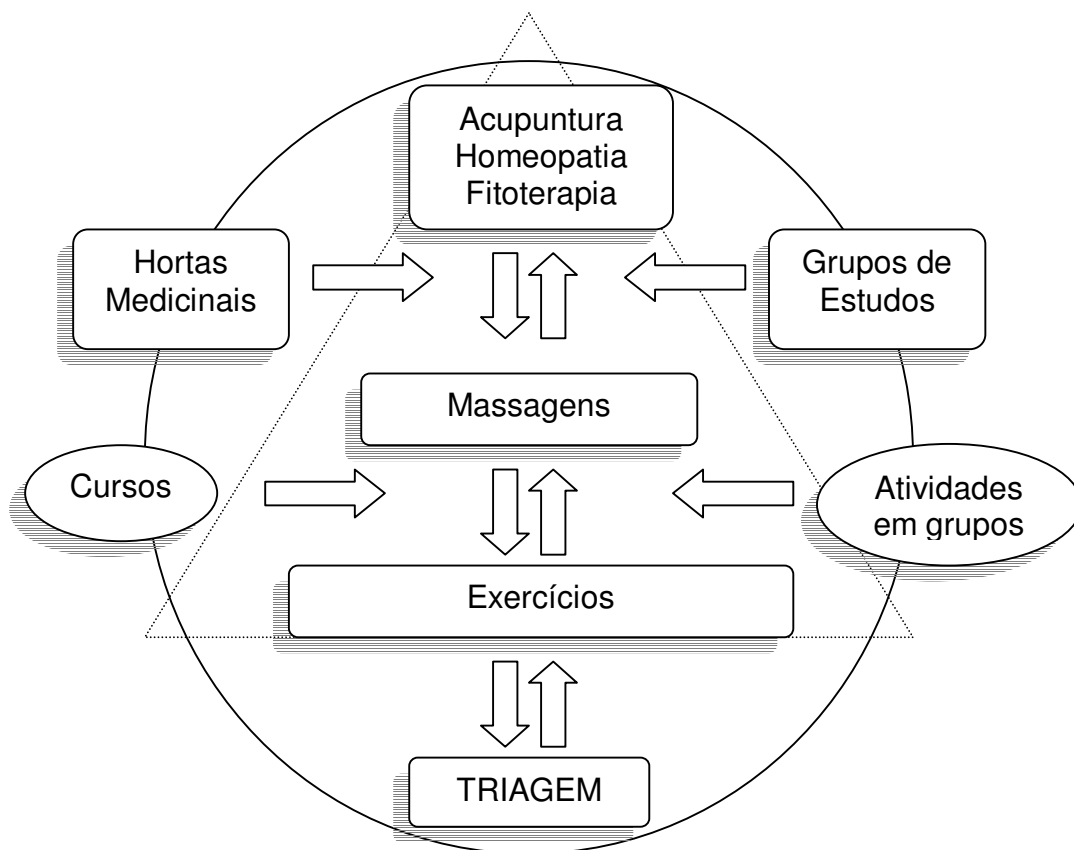 Acupuntura
Homeopatia
Fitoterapia
Hortas
Medicinais
Grupos de
Estudos
Massagens
Cursos
Atividades
em grupos
Exercícios
TRIAGEM